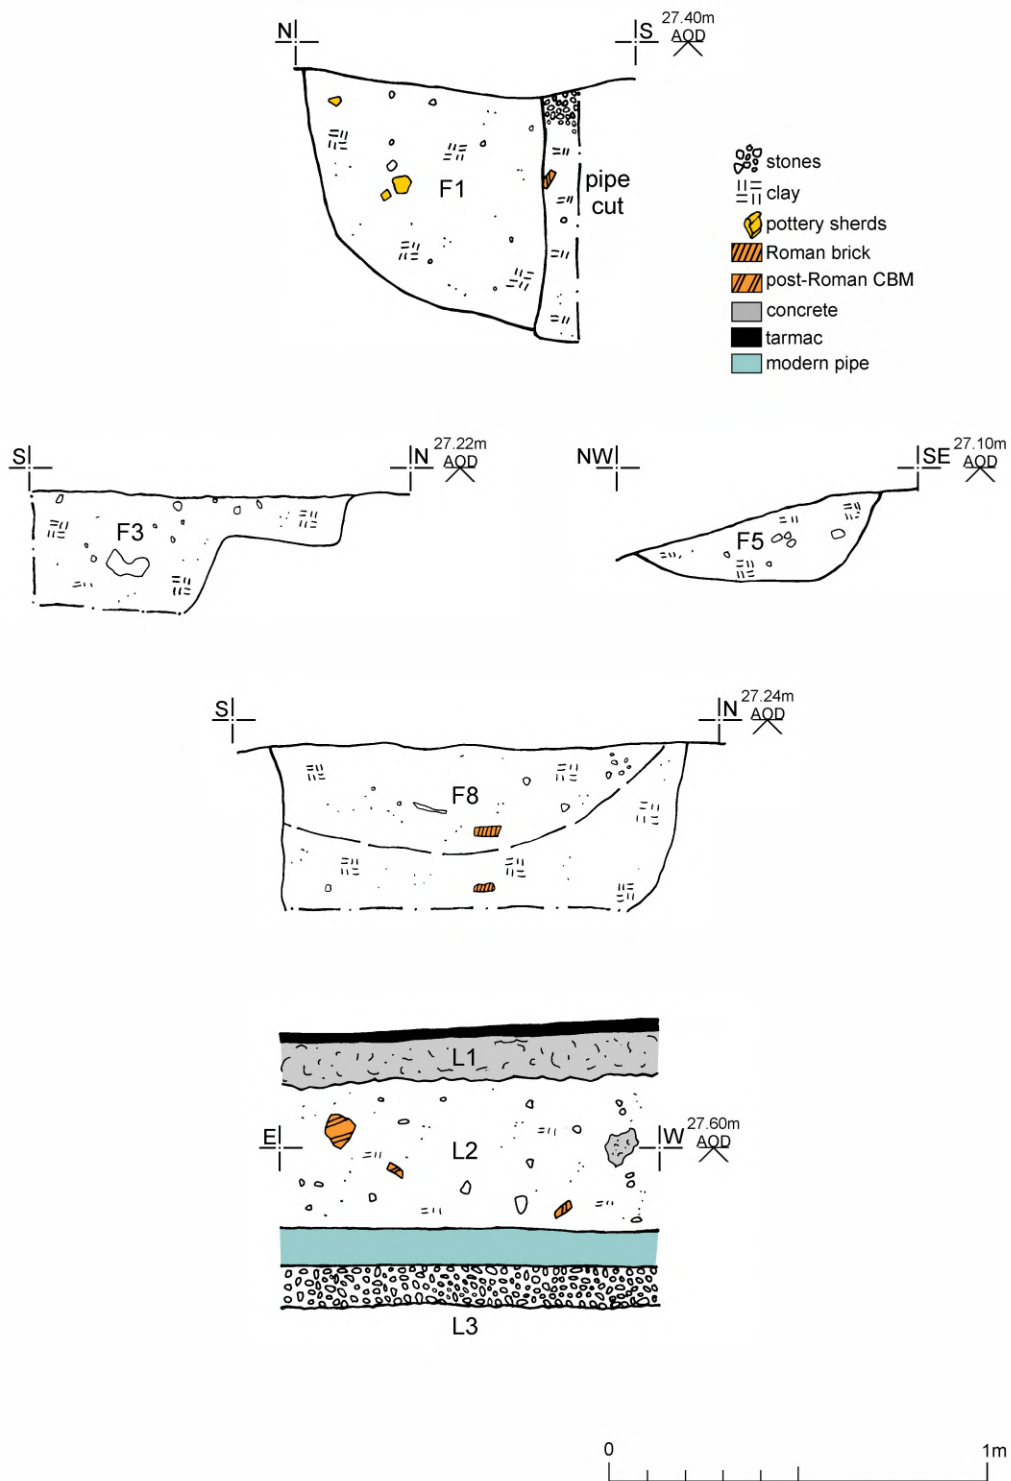 N
S
27.40m
AOD
F1
pipe
cut
stones
clay
pottery sherds
Roman brick
post-Roman CBM
concrete
tarmac
modern pipe
S
N
27.22m
AOD
F3
NW
SE
27.10m
AOD
F5
S
N
27.24m
AOD
F8
L1
E
L2
W
27.60m
AOD
L3
0
1m